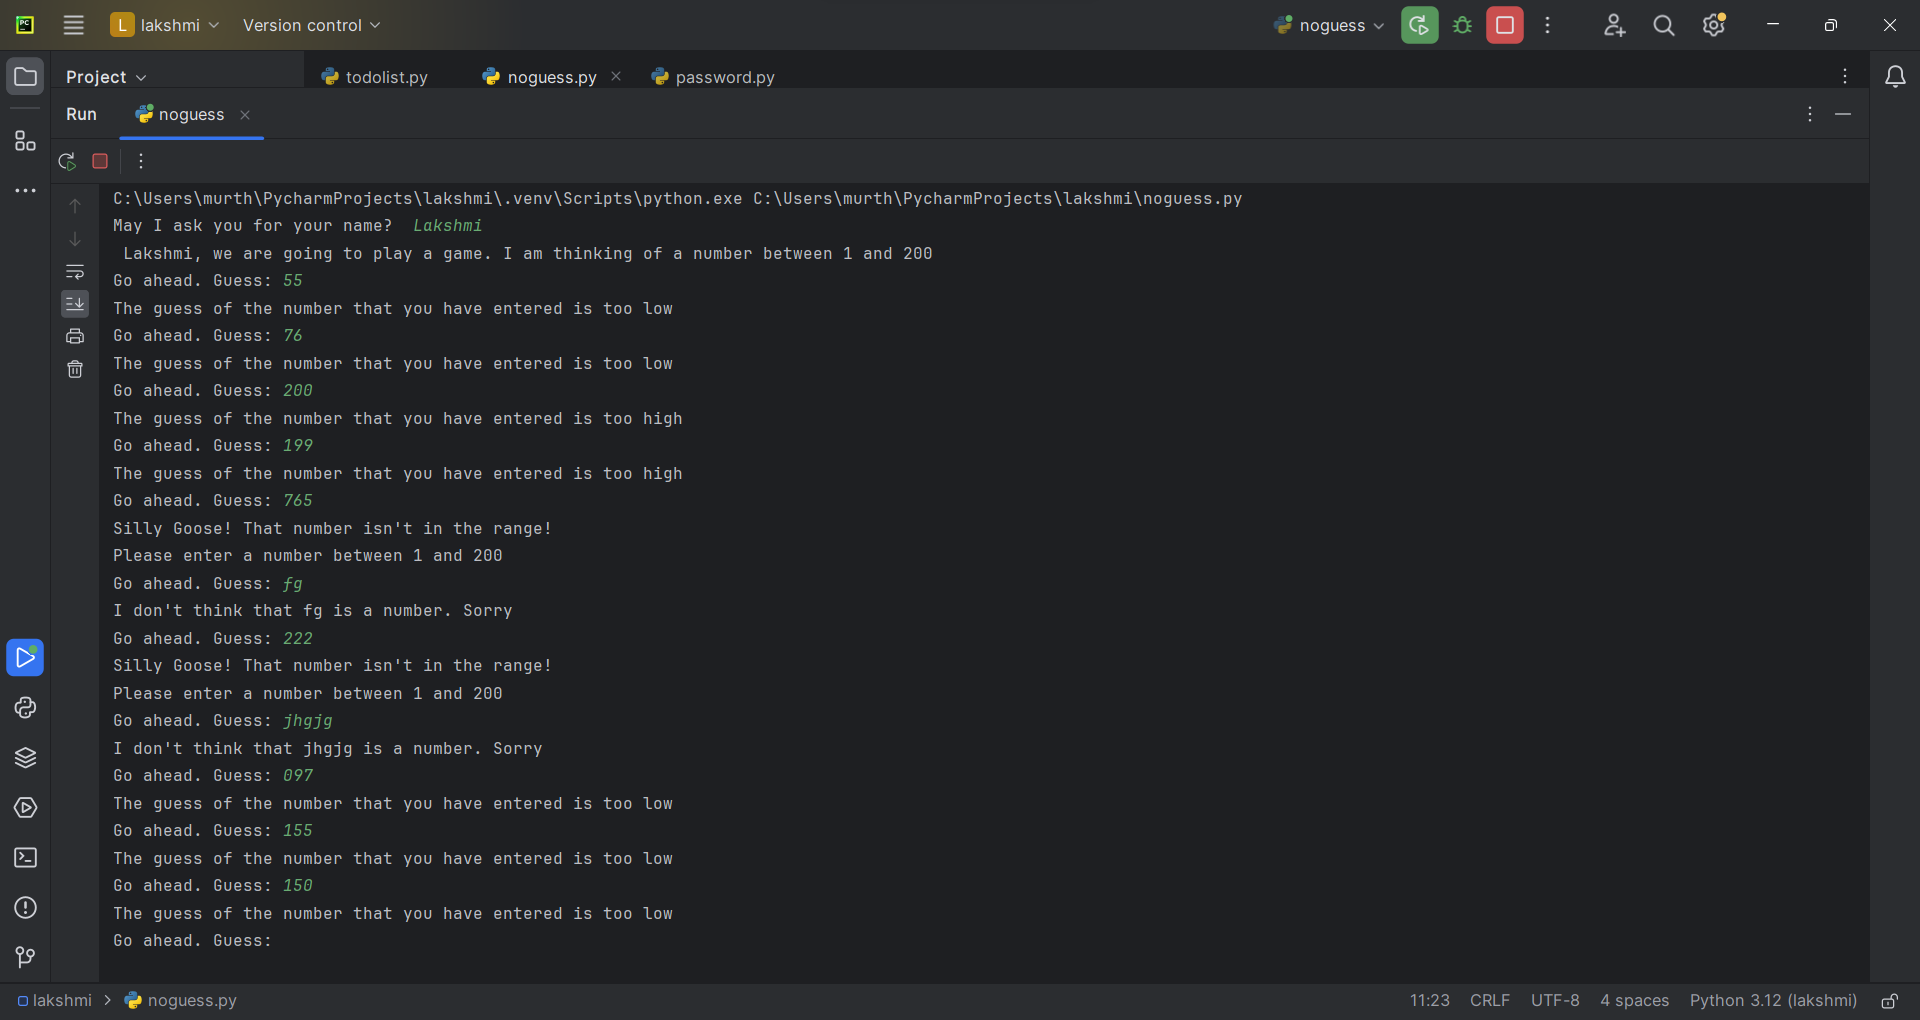 PC
L lakshmi Version control noguess
Project todolist.py noguess.py password.py
Run noguess
C:\Users\murth\PycharmProjects\lakshmi\.venv\Scripts\python.exe C:\Users\murth\PycharmProjects\lakshmi\noguess.py
May I ask you for your name?  Lakshmi
 Lakshmi, we are going to play a game. I am thinking of a number between 1 and 200
Go ahead. Guess: 55
The guess of the number that you have entered is too low
Go ahead. Guess: 76
The guess of the number that you have entered is too low
Go ahead. Guess: 200
The guess of the number that you have entered is too high
Go ahead. Guess: 199
The guess of the number that you have entered is too high
Go ahead. Guess: 765
Silly Goose! That number isn't in the range!
Please enter a number between 1 and 200
Go ahead. Guess: fg
I don't think that fg is a number. Sorry
Go ahead. Guess: 222
Silly Goose! That number isn't in the range!
Please enter a number between 1 and 200
Go ahead. Guess: jhgjg
I don't think that jhgjg is a number. Sorry
Go ahead. Guess: 097
The guess of the number that you have entered is too low
Go ahead. Guess: 155
The guess of the number that you have entered is too low
Go ahead. Guess: 150
The guess of the number that you have entered is too low
Go ahead. Guess:
lakshmi > noguess.py 11:23 CRLF UTF-8 4 spaces Python 3.12 (lakshmi)